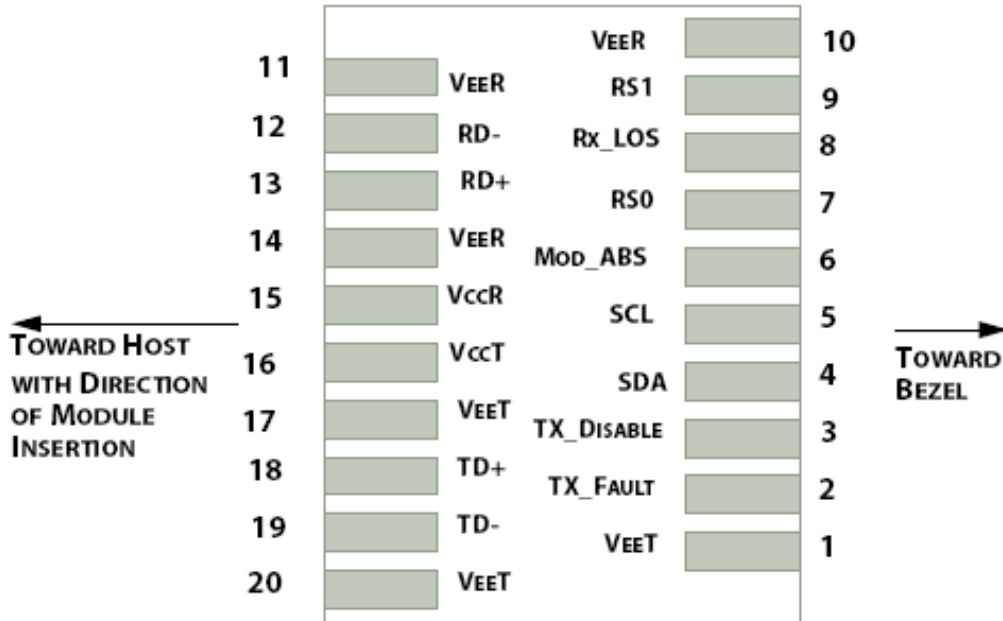 11 VEER
12 RD-
13 RD+
14 VEER
15 VCCR
16 VCCT
17 VEET
18 TD+
19 TD-
20 VEET
VEER 10
RS1 9
RX_LOS 8
RS0 7
MOD_ABS 6
SCL 5
SDA 4
TX_DISABLE 3
TX_FAULT 2
VEET 1
TOWARD HOST
WITH DIRECTION
OF MODULE
INSERTION
TOWARD
BEZEL